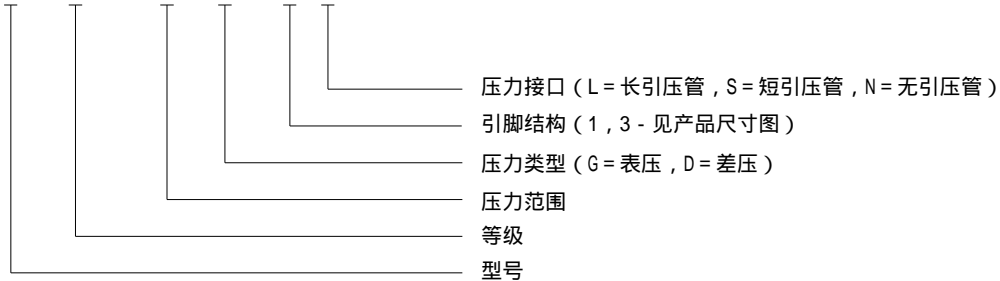 压力接口（L=长引压管，S=短引压管，N=无引压管）
引脚结构（1，3-见产品尺寸图）
压力类型（G=表压，D=差压）
压力范围
等级
型号